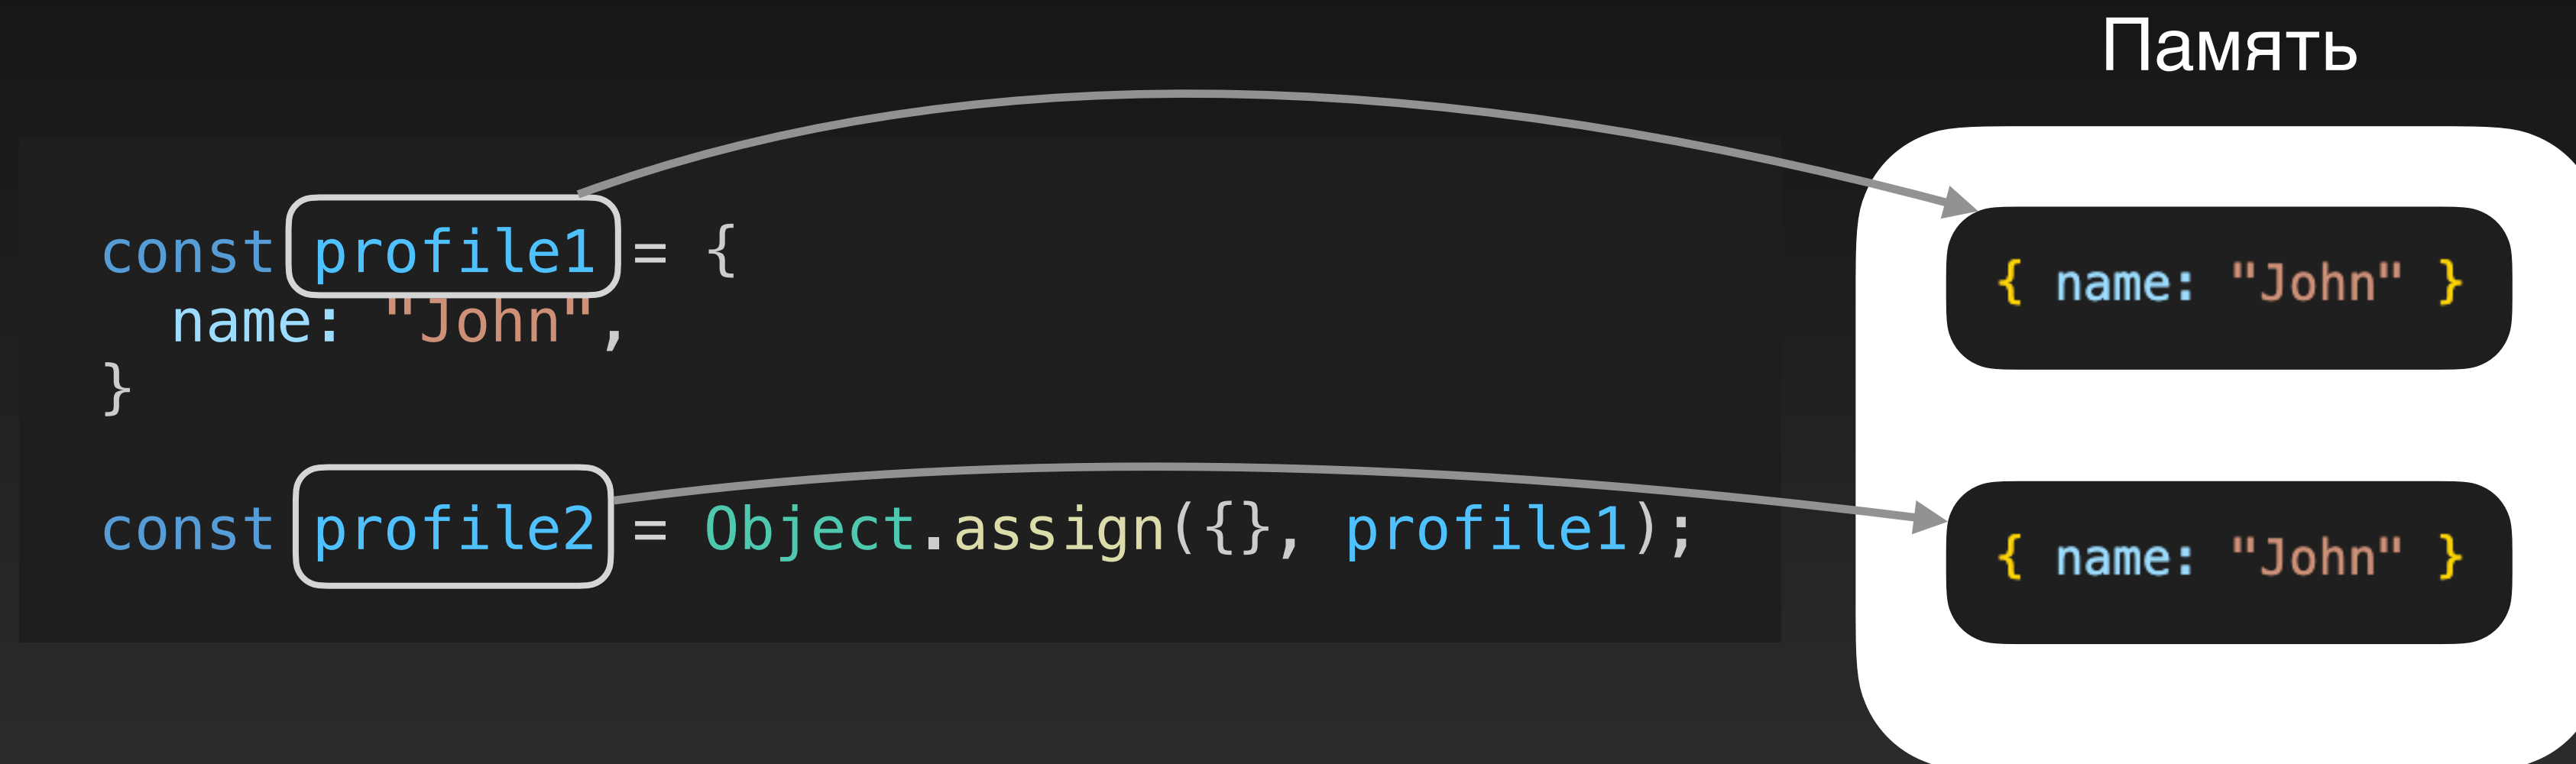 Память
const profile1 = {
  name: "John",
}
const profile2 = Object.assign({}, profile1);
{ name: "John" }
{ name: "John" }